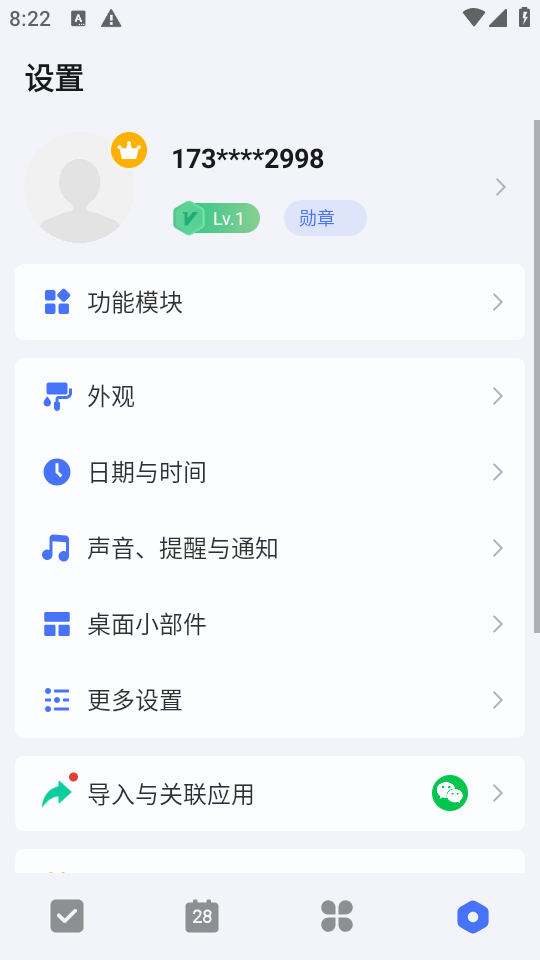 8:22
设置
173****2998
Lv.1
勋章
功能模块
外观
日期与时间
声音、提醒与通知
桌面小部件
更多设置
导入与关联应用
28